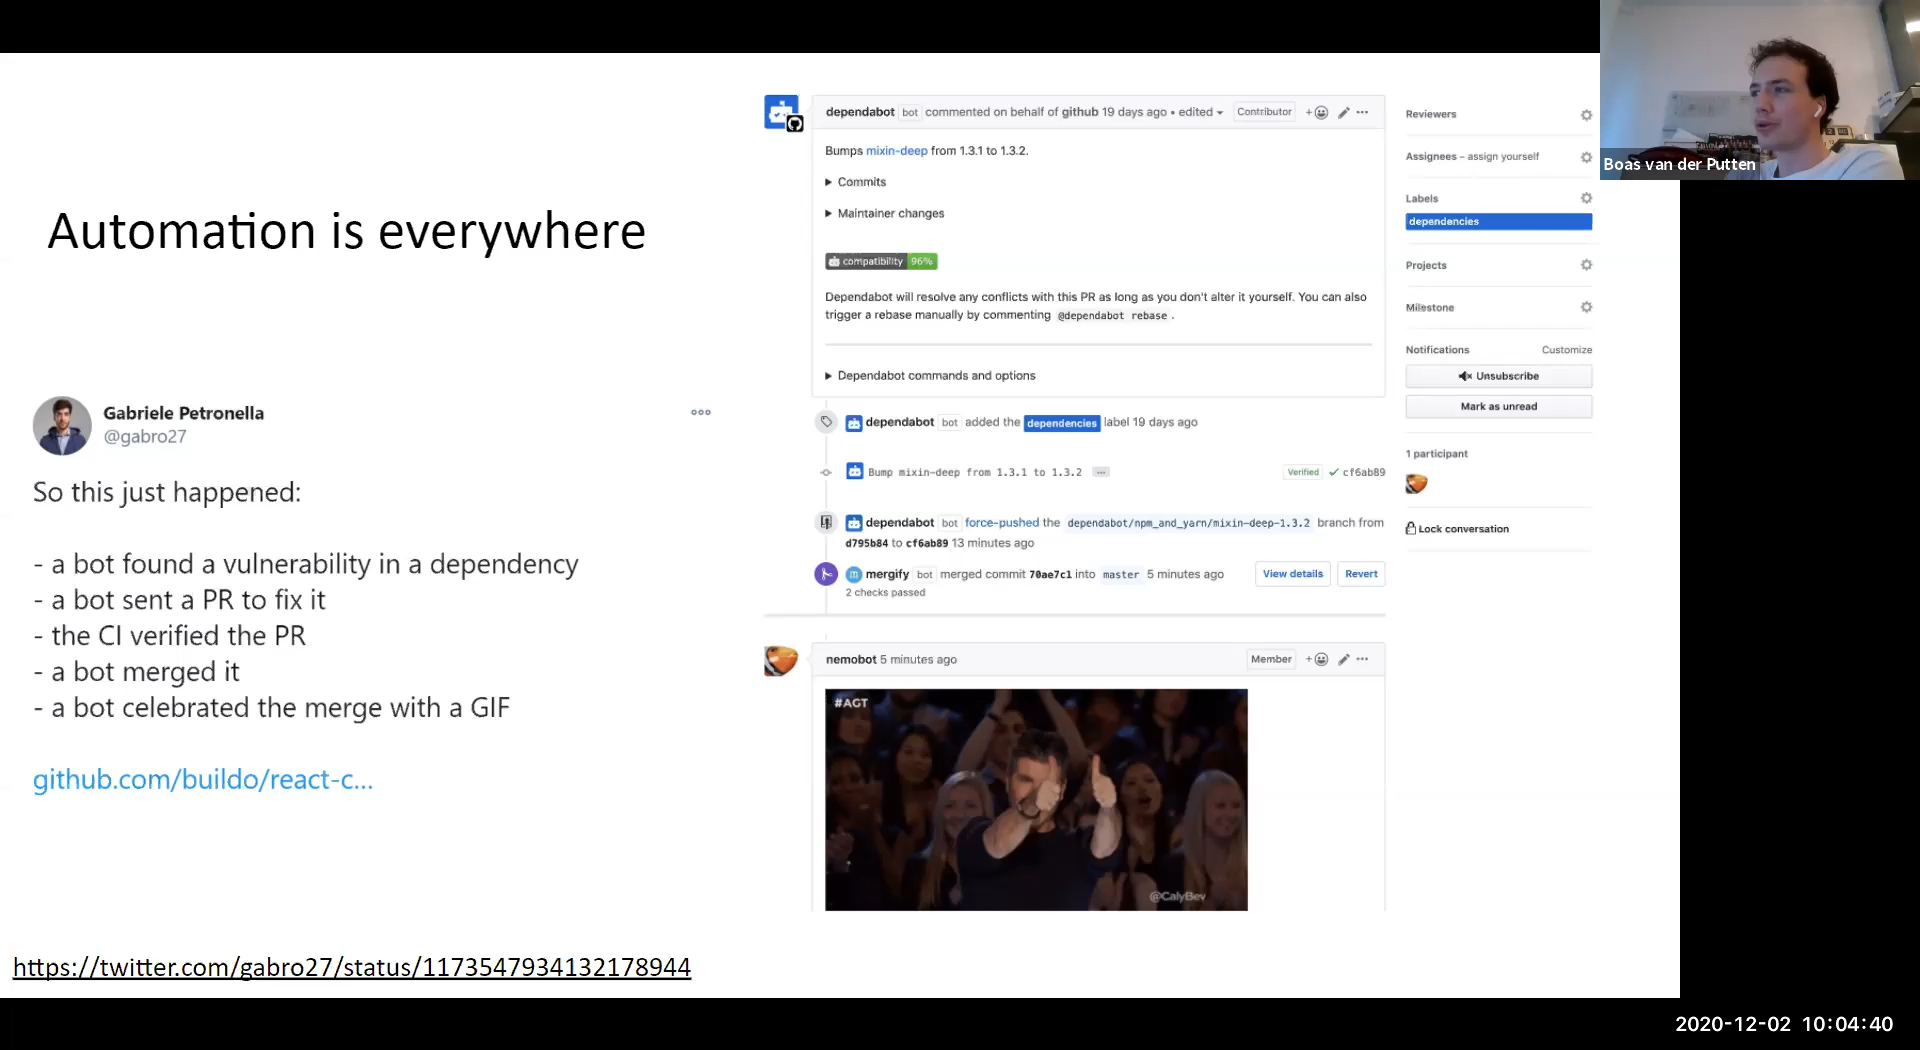 Automation is everywhere
Gabriele Petronella
@gabro27
So this just happened:
- a bot found a vulnerability in a dependency
- a bot sent a PR to fix it
- the CI verified the PR
- a bot merged it
- a bot celebrated the merge with a GIF
github.com/buildo/react-c...
https://twitter.com/gabro27/status/1173547934132178944
dependabot bot commented on behalf of github 19 days ago • edited Contributor
Bumps mixin-deep from 1.3.1 to 1.3.2.
Commits
Maintainer changes
compatibility 96%
Dependabot will resolve any conflicts with this PR as long as you don't alter it yourself. You can also
trigger a rebase manually by commenting @dependabot rebase .
Dependabot commands and options
dependabot bot added the dependencies label 19 days ago
Bump mixin-deep from 1.3.1 to 1.3.2 ... Verified cf6ab89
dependabot bot force-pushed the dependabot/npm_and_yarn/mixin-deep-1.3.2 branch from
d795b84 to cf6ab89 13 minutes ago
mergify bot merged commit 70ae7c1 into master 5 minutes ago View details Revert
2 checks passed
nemobot 5 minutes ago Member
#AGT
@CalyBev
Reviewers
Assignees – assign yourself
Labels
dependencies
Projects
Milestone
Notifications Customize
Unsubscribe
Mark as unread
1 participant
Lock conversation
Boas van der Putten
2020-12-02 10:04:40